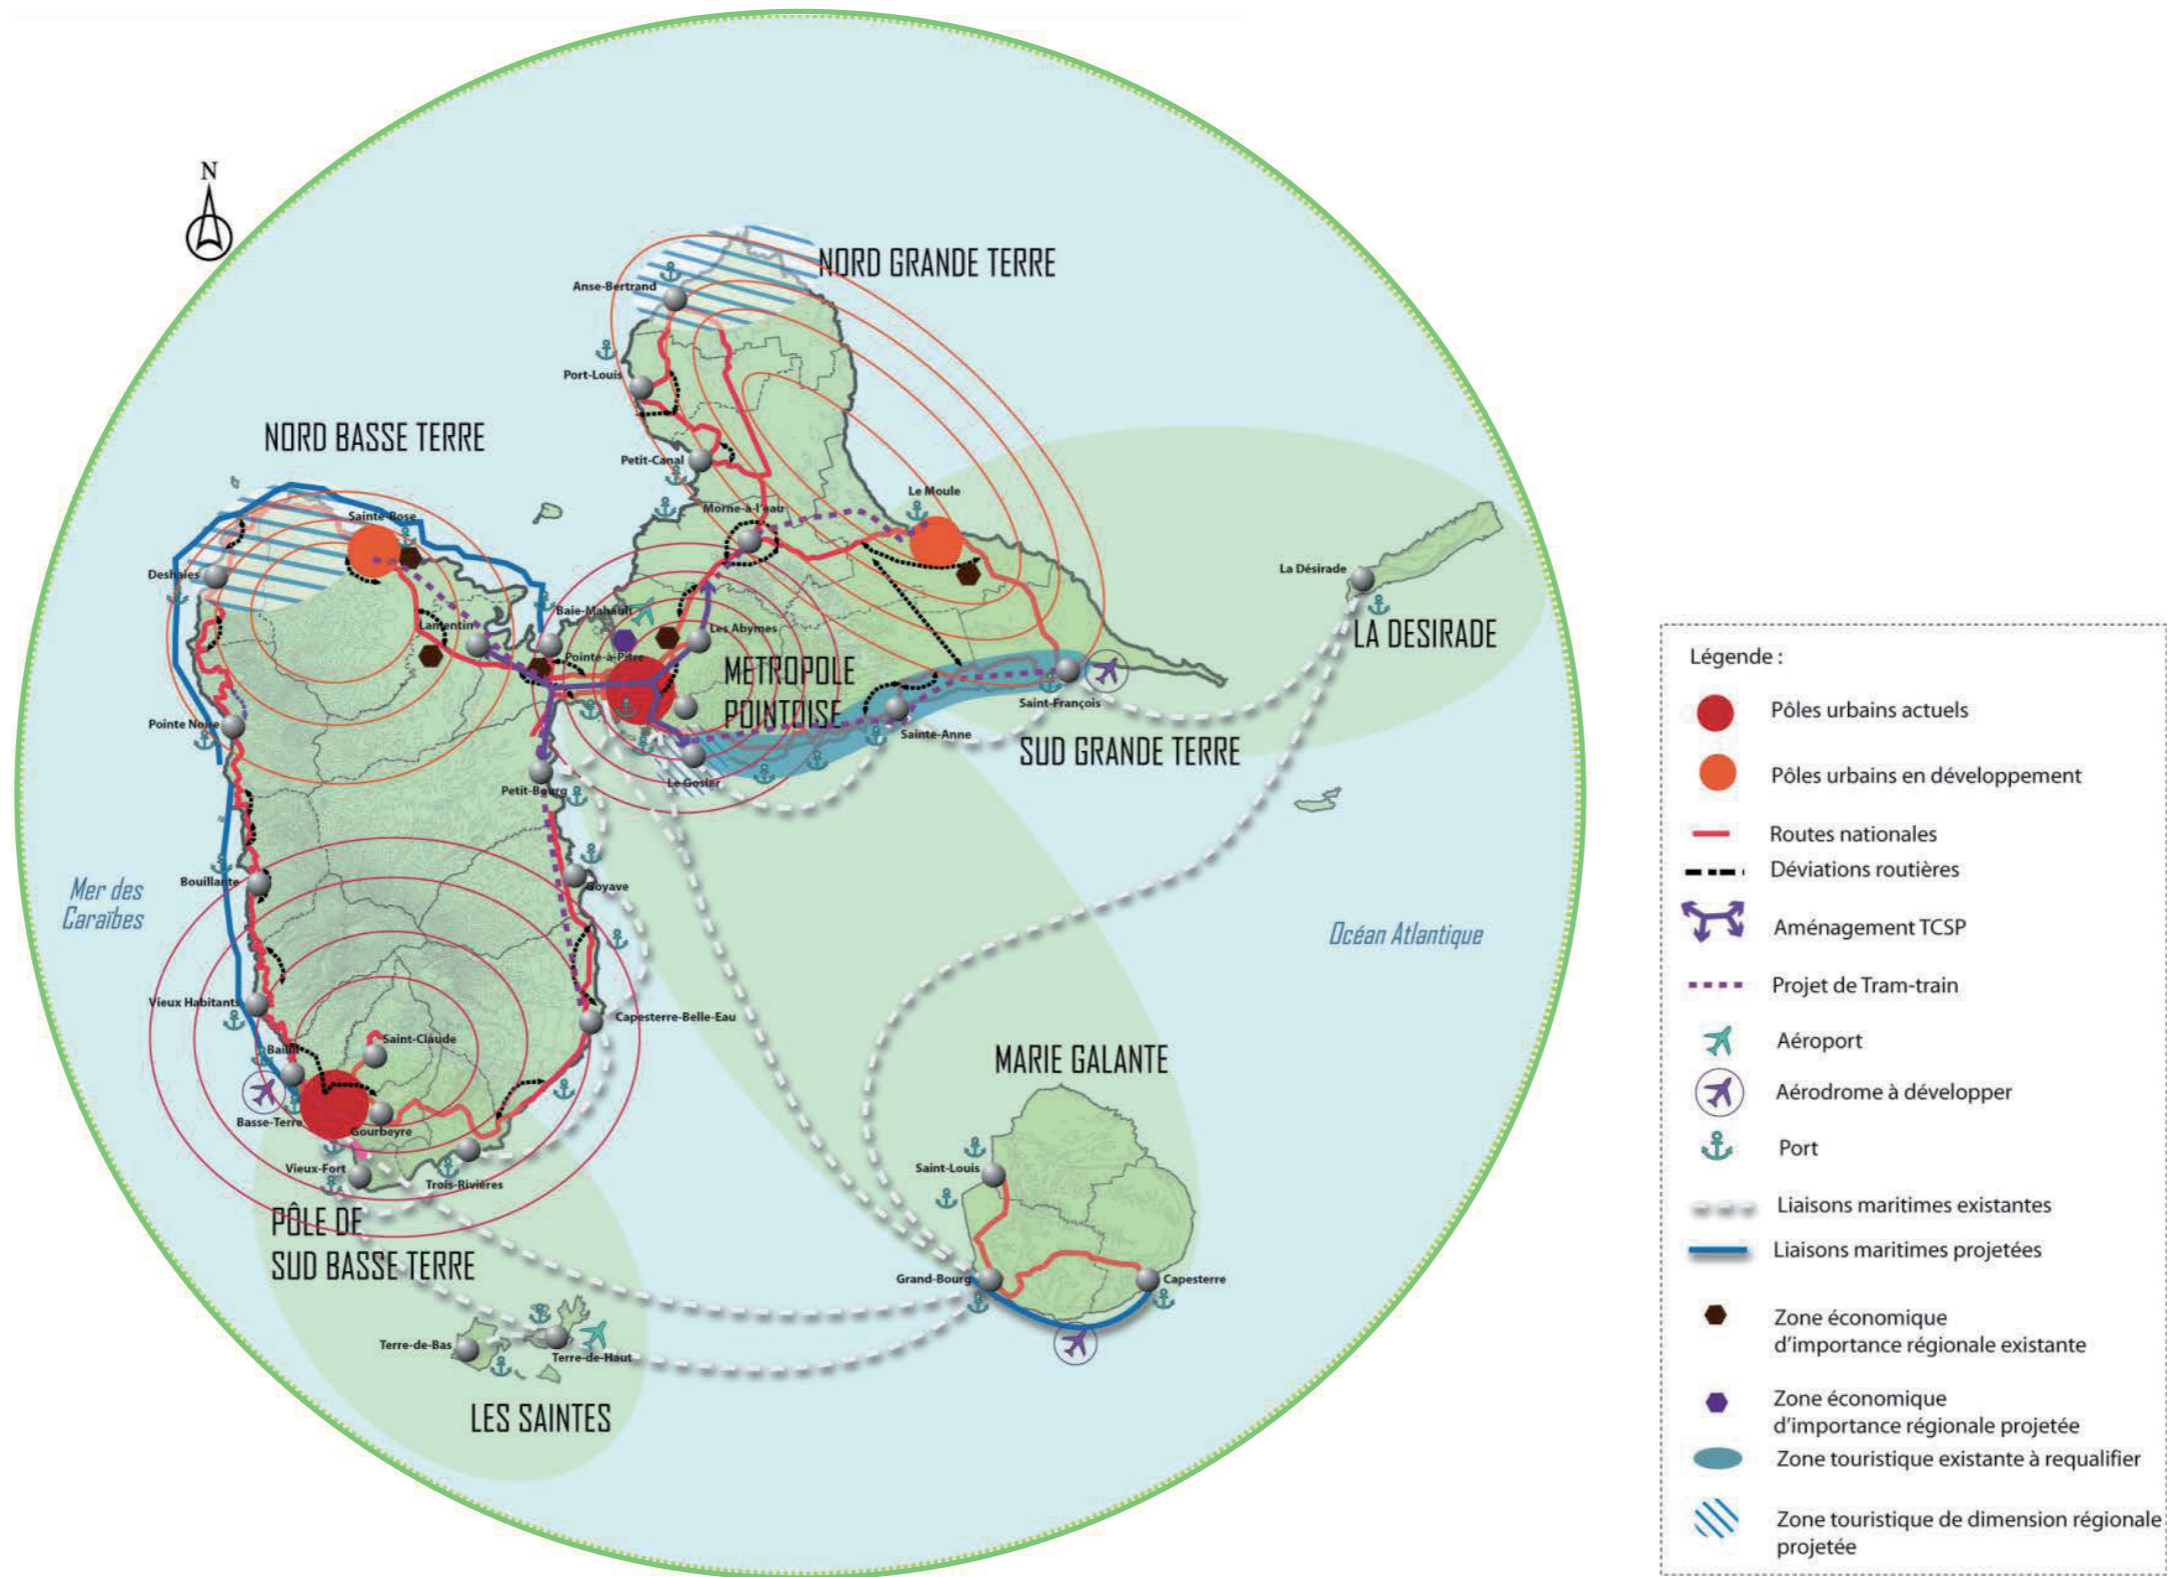 N
NORD GRANDE TERRE
Anse-Bertrand
Port-Louis
NORD BASSE TERRE
Petit-Canal
Le Moule
Morne-à-l'eau
Sainte-Rose
La Désirade
Deshaies
Baie-Mahault
Lamentin
Les Abymes
LA DESIRADE
Pointe-à-Pitre
METROPOLE
POINTOISE
Saint-François
Pointe Noire
Sainte-Anne
SUD GRANDE TERRE
Le Gosier
Petit-Bourg
Mer des
Caraïbes
Bouillante
Goyave
Océan Atlantique
Vieux Habitants
Capesterre-Belle-Eau
Saint-Claude
Baillif
MARIE GALANTE
Basse-Terre
Gourbeyre
Vieux-Fort
Trois-Rivières
Saint-Louis
PÔLE DE
SUD BASSE TERRE
Grand-Bourg
Capesterre
Terre-de-Bas
Terre-de-Haut
LES SAINTES
Légende :
Pôles urbains actuels
Pôles urbains en développement
Routes nationales
Déviations routières
Aménagement TCSP
Projet de Tram-train
Aéroport
Aérodrome à développer
Port
Liaisons maritimes existantes
Liaisons maritimes projetées
Zone économique
d'importance régionale existante
Zone économique
d'importance régionale projetée
Zone touristique existante à requalifier
Zone touristique de dimension régionale
projetée